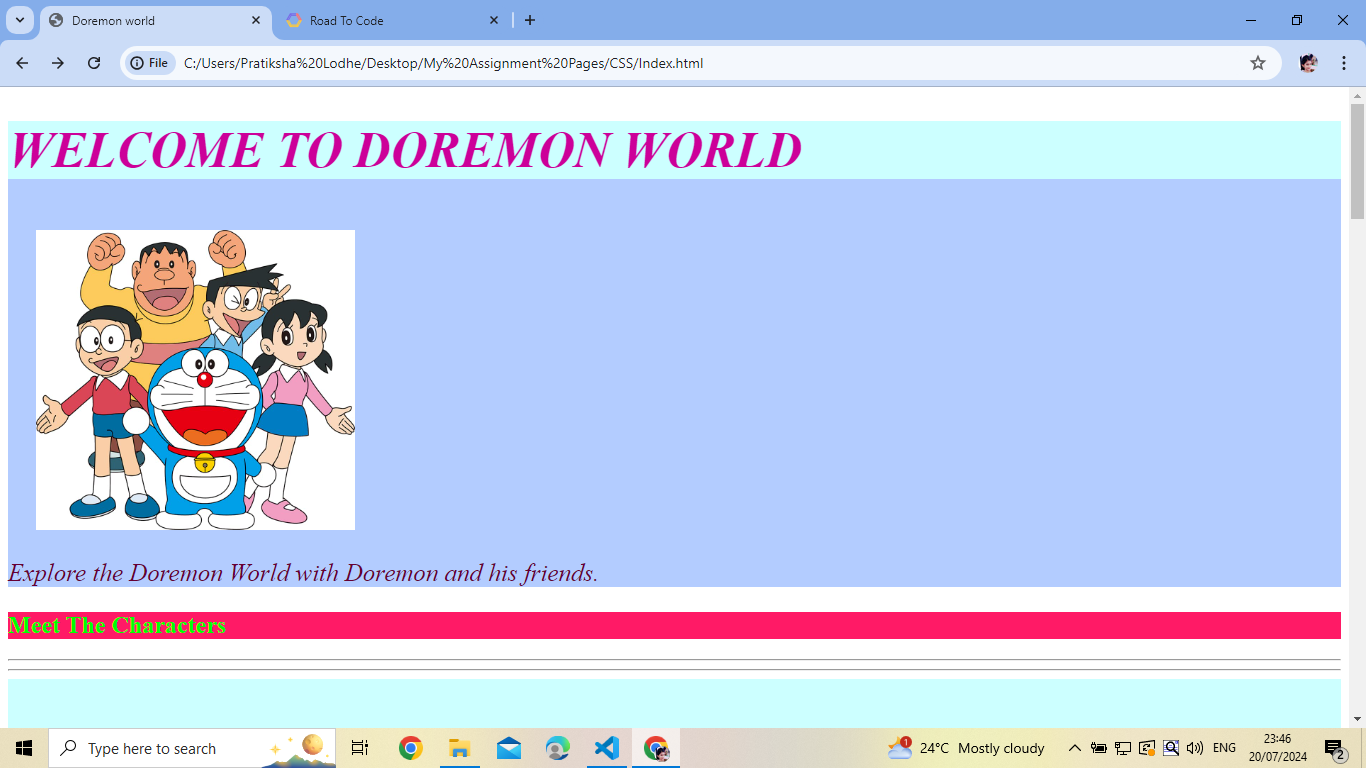 Doremon world
Road To Code
File
C:/Users/Pratiksha%20Lodhe/Desktop/My%20Assignment%20Pages/CSS/Index.html
WELCOME TO DOREMON WORLD
Explore the Doremon World with Doremon and his friends.
Meet The Characters
Type here to search
1
24°C Mostly cloudy
ENG
23:46
20/07/2024
2